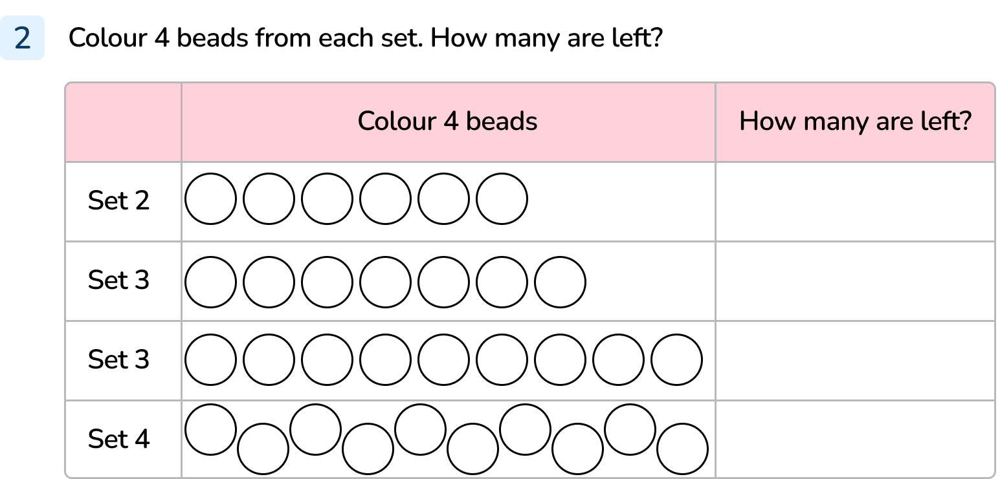 2 Colour 4 beads from each set. How many are left?
Colour 4 beads How many are left?
Set 2
Set 3
Set 3
Set 4